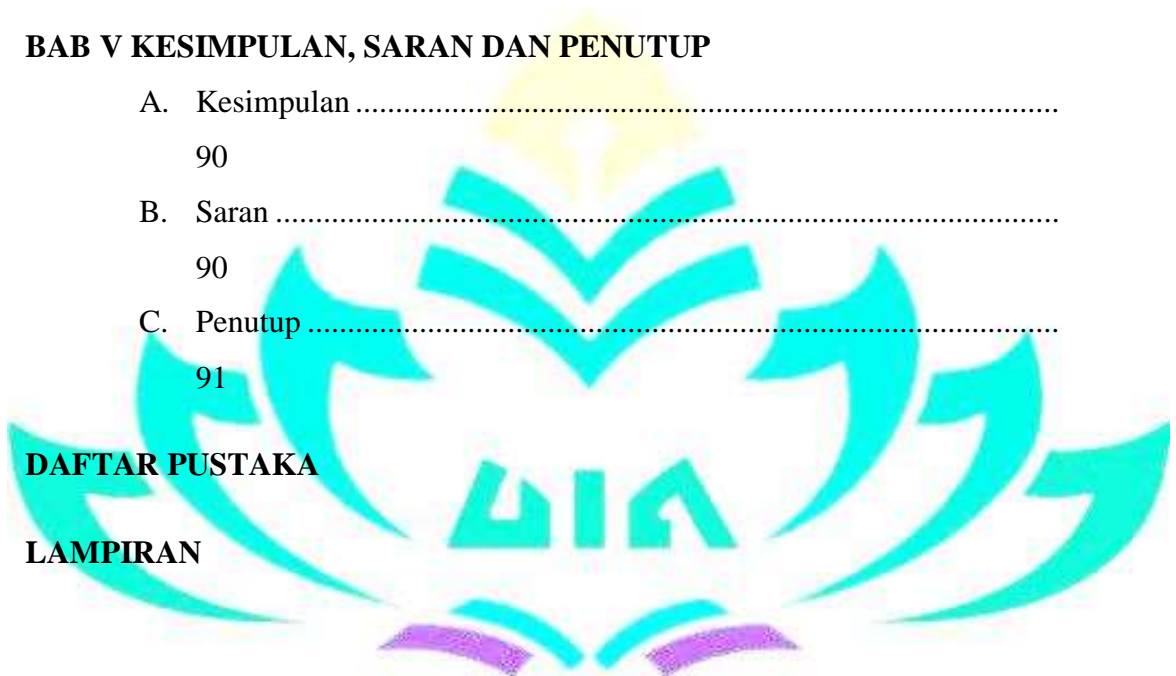 BAB V KESIMPULAN, SARAN DAN PENUTUP
A. Kesimpulan ........................................................................................
90
B. Saran ..................................................................................................
90
C. Penutup ..............................................................................................
91
DAFTAR PUSTAKA
LAMPIRAN